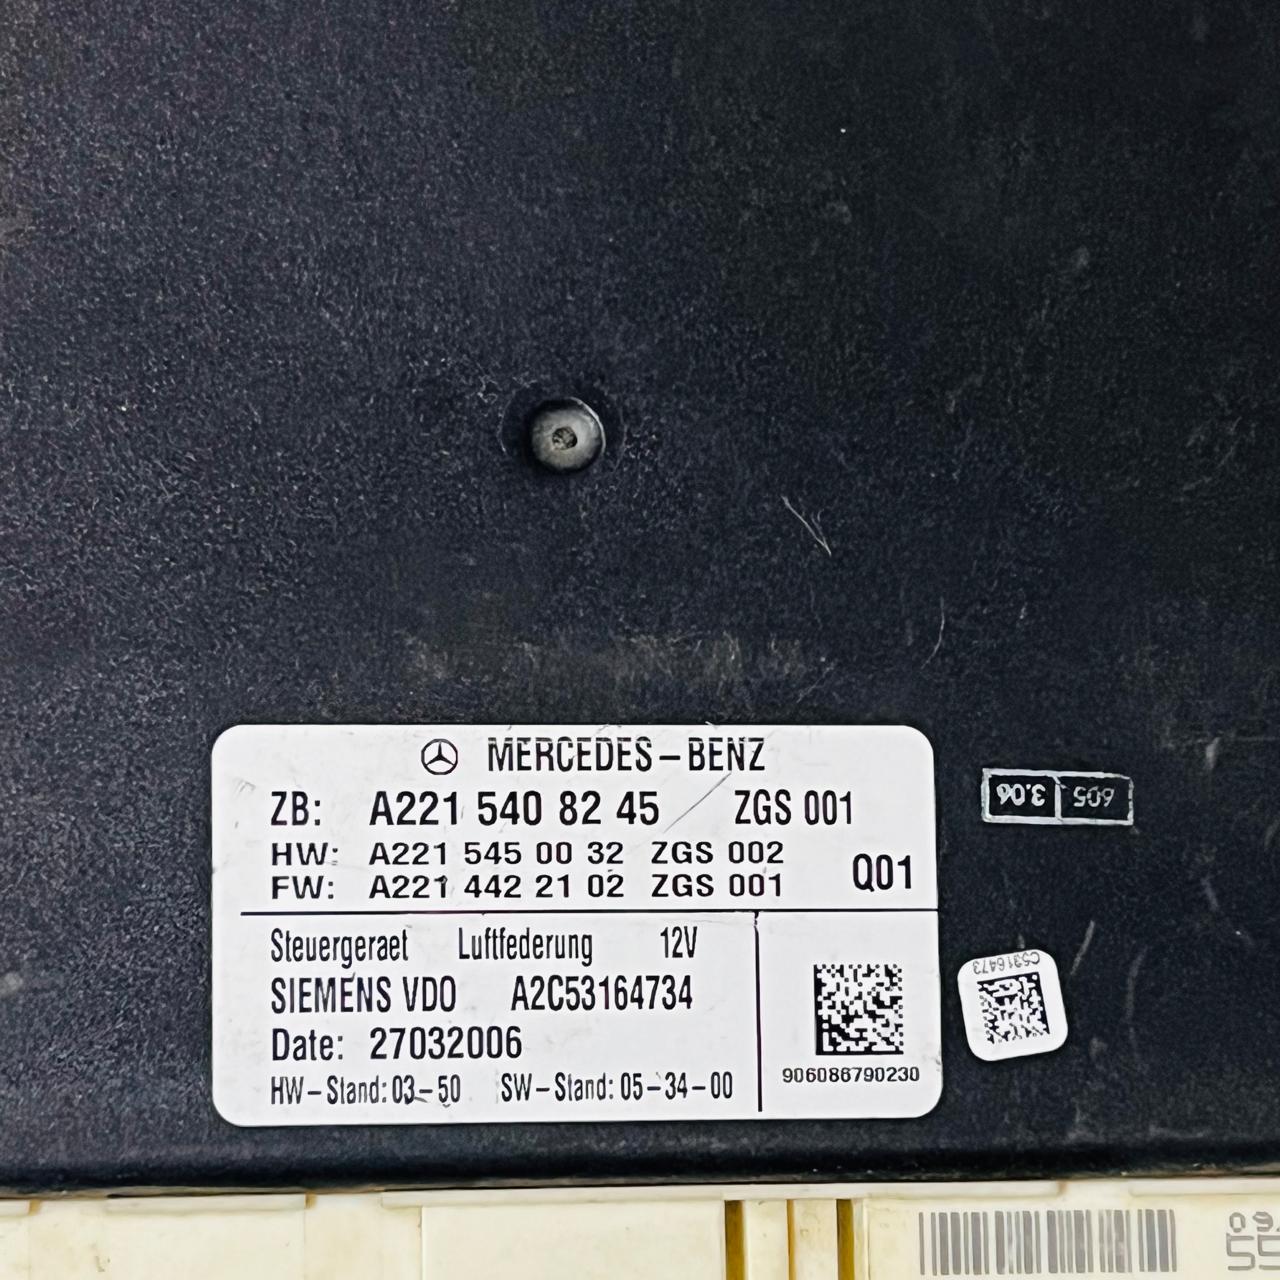 MERCEDES-BENZ
ZB: A221 540 82 45 ZGS 001
HW: A221 545 00 32 ZGS 002
FW: A221 442 21 02 ZGS 001
Q01
Steuergeraet Luftfederung 12V
SIEMENS VDO A2C53164734
Date: 27032006
HW-Stand: 03-50 SW-Stand: 05-34-00
906086790230
605 3.06
C5316473